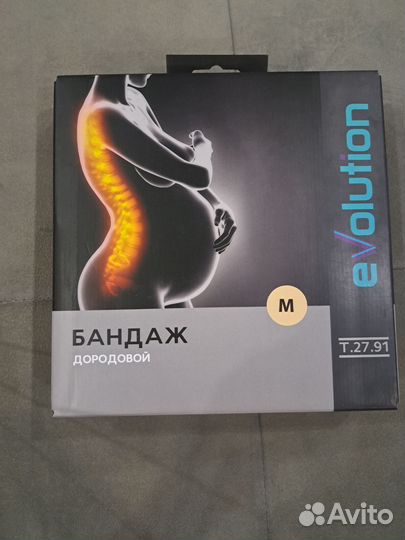 evolution
M
БАНДАЖ
ДОРОДОВОЙ
Т.27.91
Avito